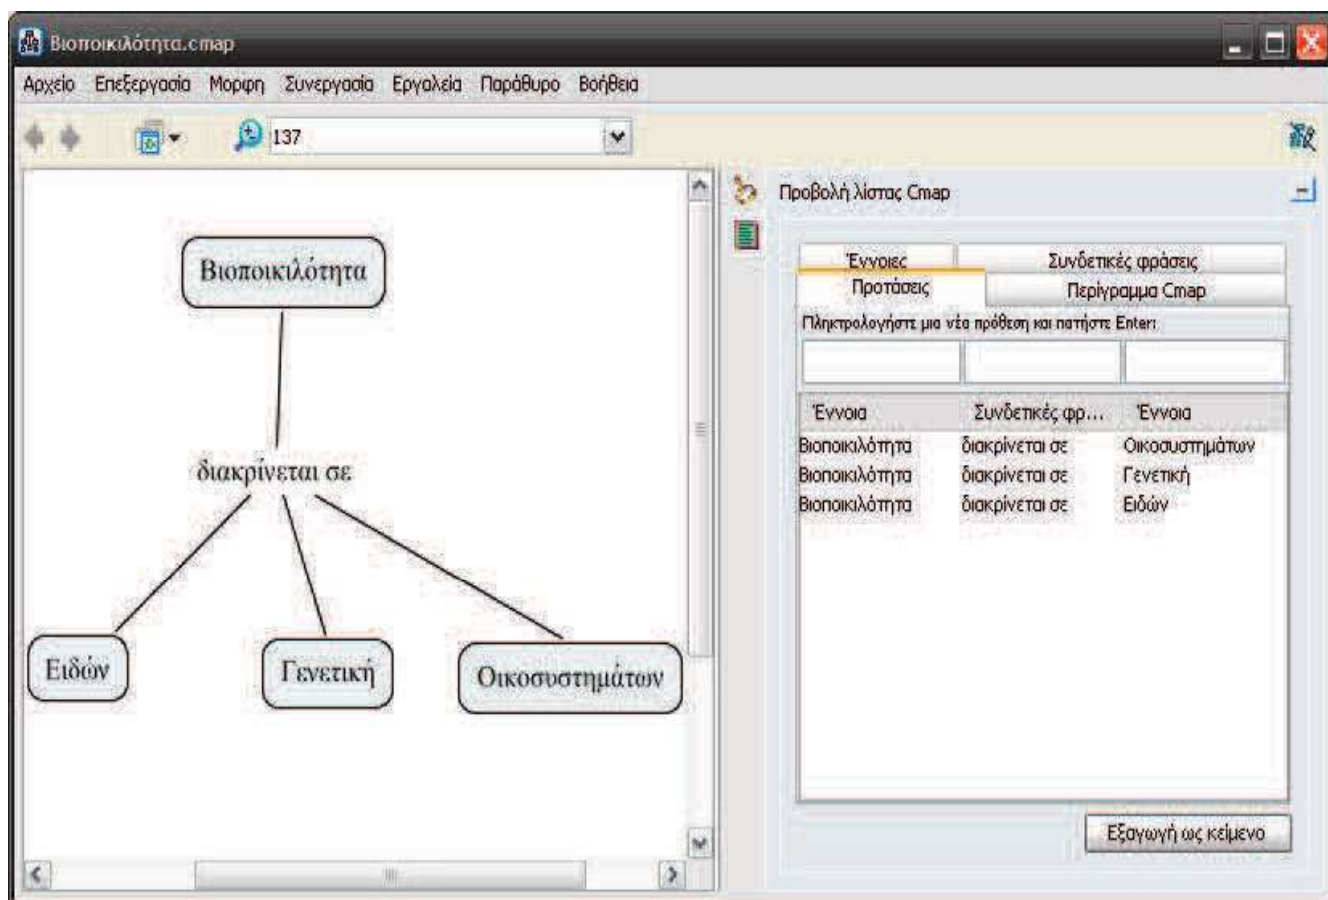 Βιοποικιλότητα.cmap
Αρχείο Επεξεργασία Μορφη Συνεργασία Εργαλεία Παράθυρο Βοήθεια
137
Βιοποικιλότητα
διακρίνεται σε
Ειδών Γενετική Οικοσυστημάτων
Προβολή λίστας Cmap
Έννοιες Συνδετικές φράσεις
Προτάσεις Περίγραμμα Cmap
Πληκτρολογήστε μια νέα πρόθεση και πατήστε Enter:
Έννοια Συνδετικές φρ... Έννοια
Βιοποικιλότητα διακρίνεται σε Οικοσυστημάτων
Βιοποικιλότητα διακρίνεται σε Γενετική
Βιοποικιλότητα διακρίνεται σε Ειδών
Εξαγωγή ως κείμενο